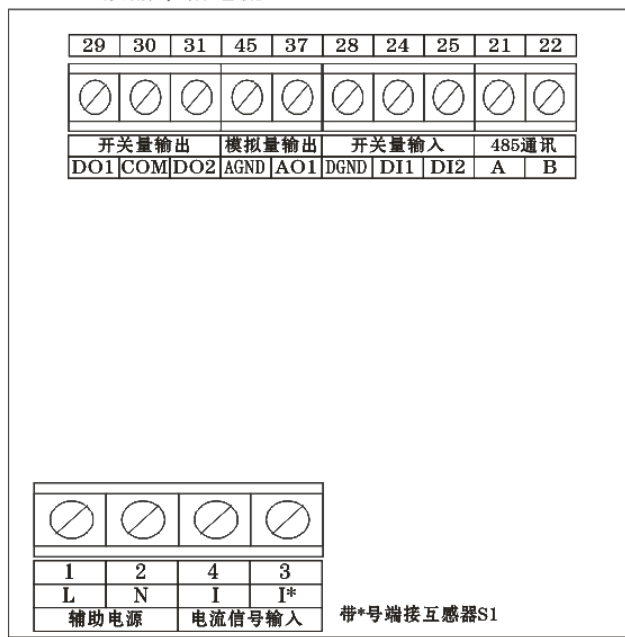 29 30 31 45 37 28 24 25 21 22
开关量输出 模拟量输出 开关量输入 485通讯
DO1 COM DO2 AGND AO1 DGND DI1 DI2 A B
1 2 4 3
L N I I*
辅助电源 电流信号输入 带*号端接互感器S1